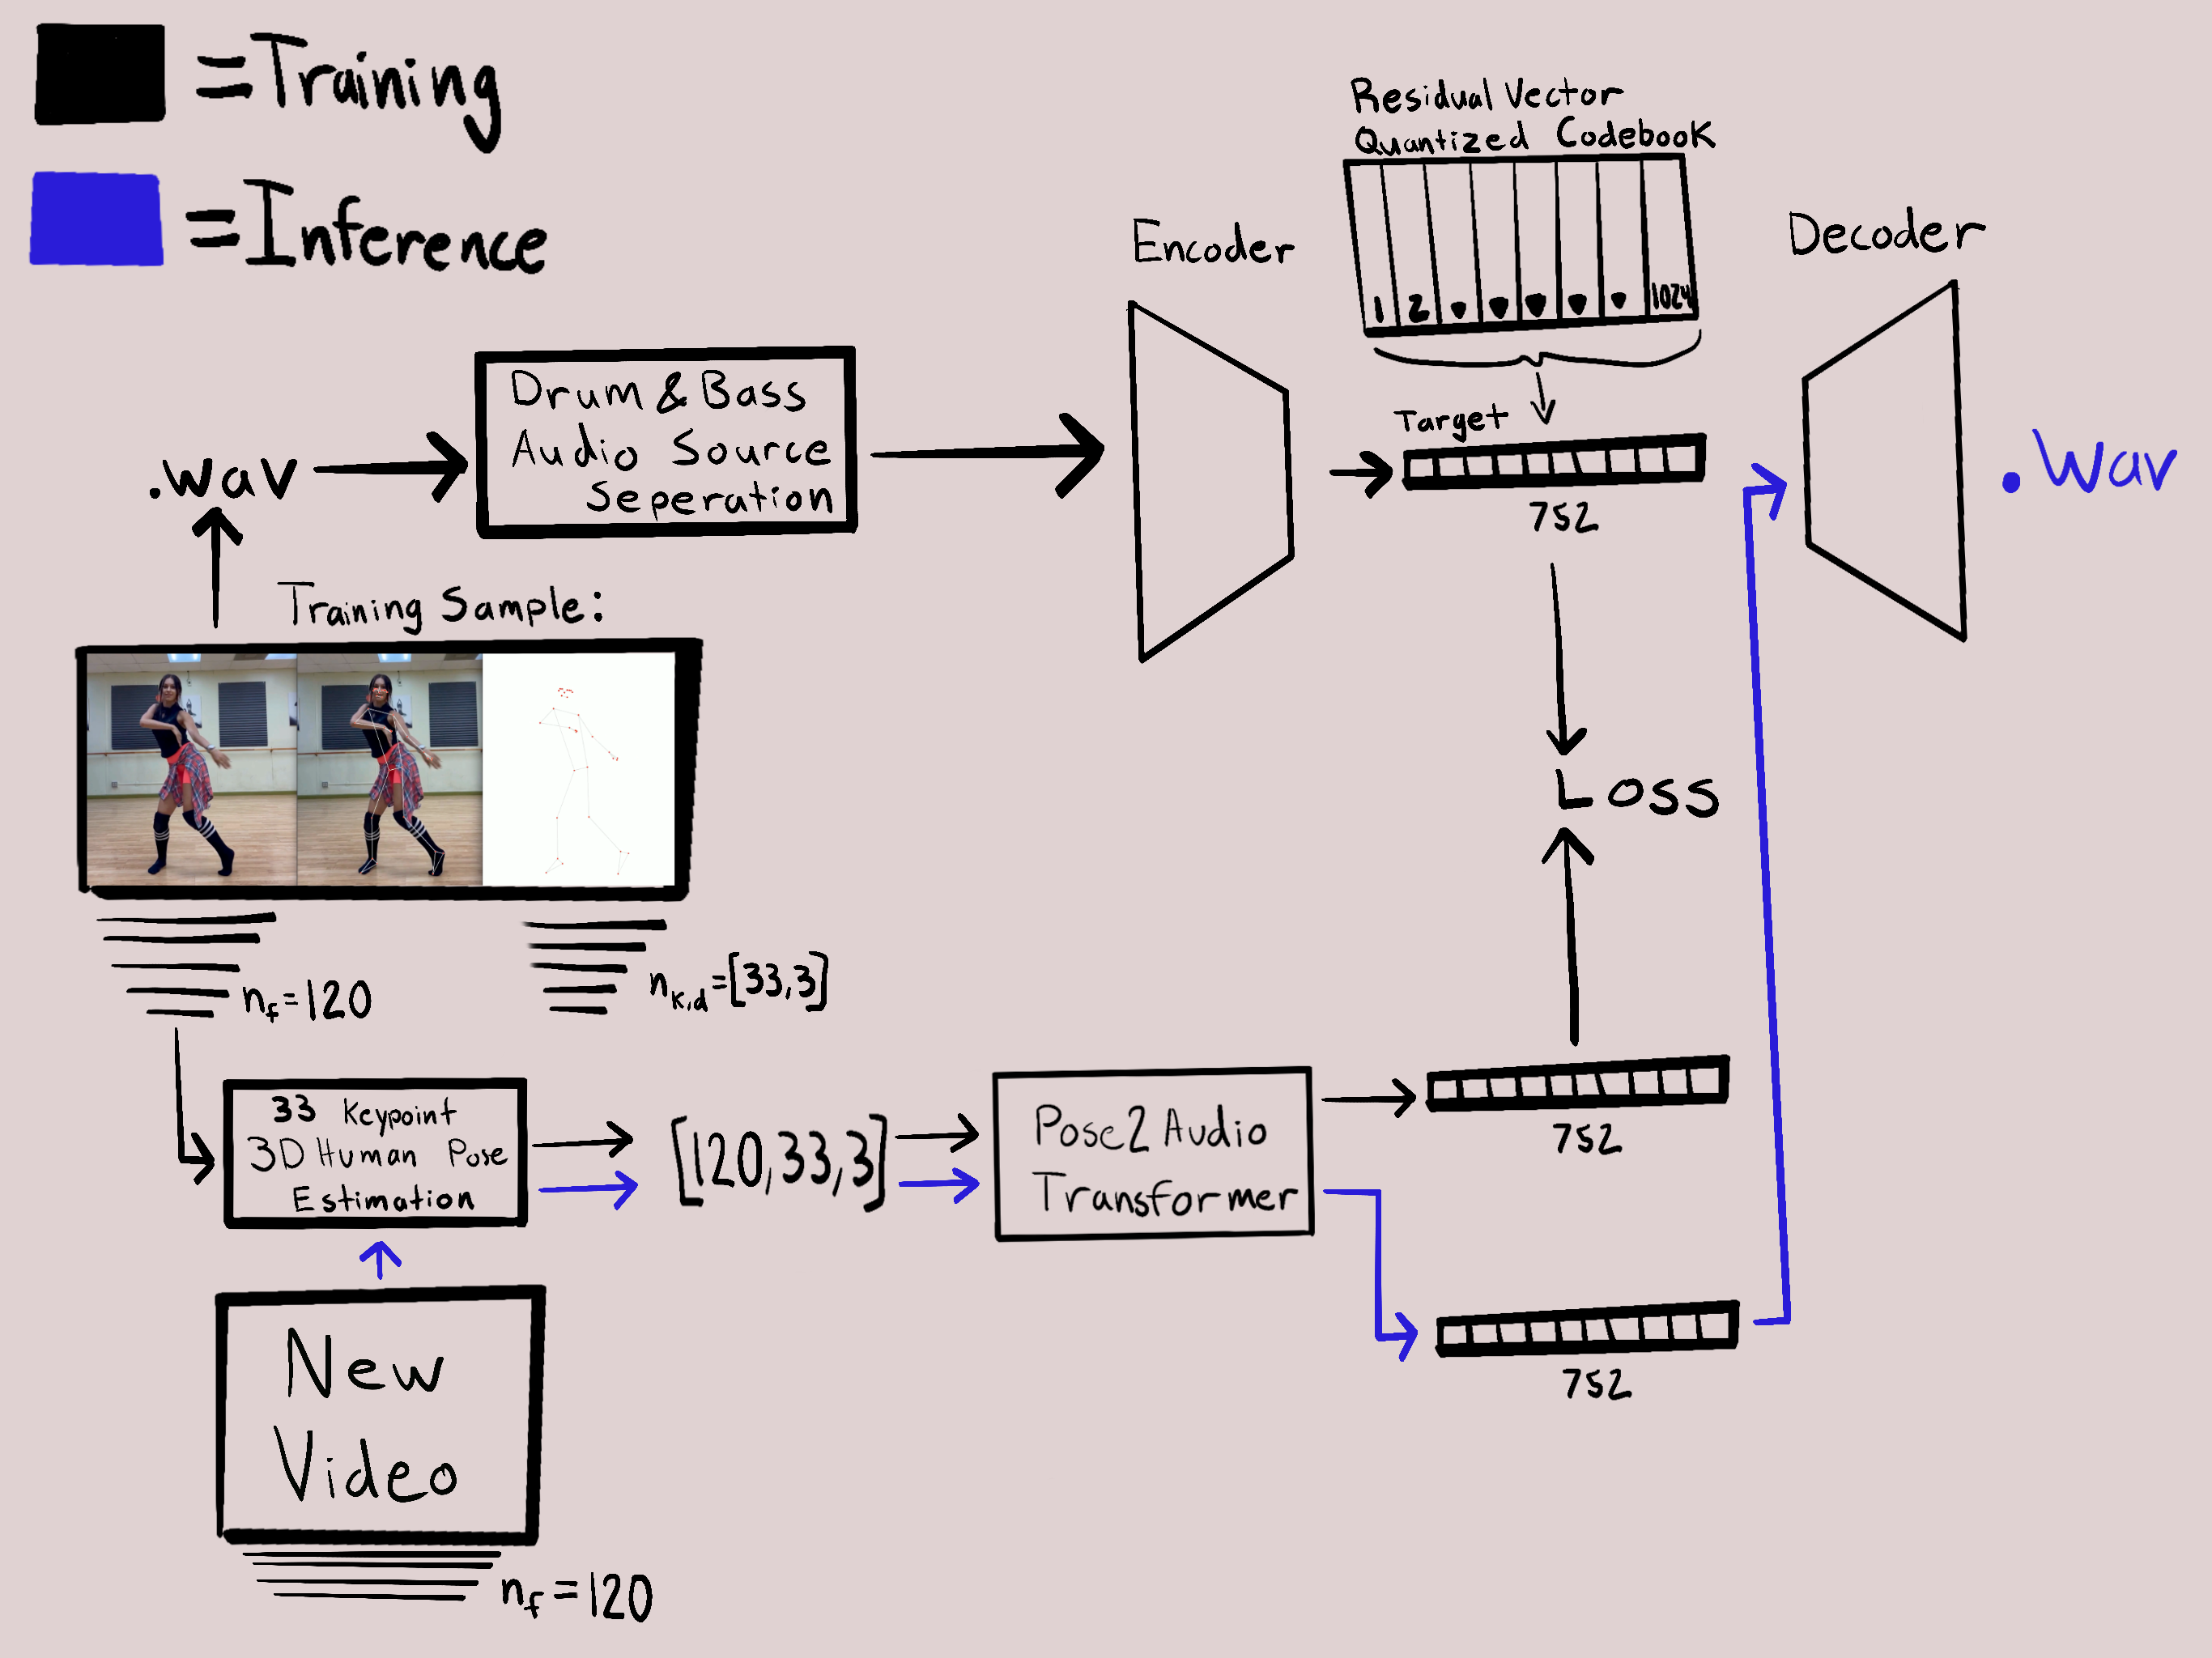 =Training
=Inference
Residual Vector
Quantized Codebook
1 2 1024
Encoder
Decoder
Drum & Bass
Audio Source
Seperation
Target
.wav
752
.Wav
Training Sample:
Loss
n_f=120
n_k,d=[33,3]
33 Keypoint
3D Human Pose
Estimation
[120,33,3]
Pose2Audio
Transformer
752
New
Video
752
n_f=120